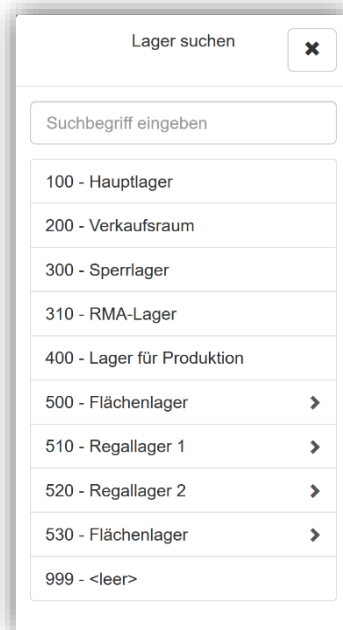 Lager suchen
Suchbegriff eingeben
100 - Hauptlager
200 - Verkaufsraum
300 - Sperrlager
310 - RMA-Lager
400 - Lager für Produktion
500 - Flächenlager
510 - Regallager 1
520 - Regallager 2
530 - Flächenlager
999 - <leer>